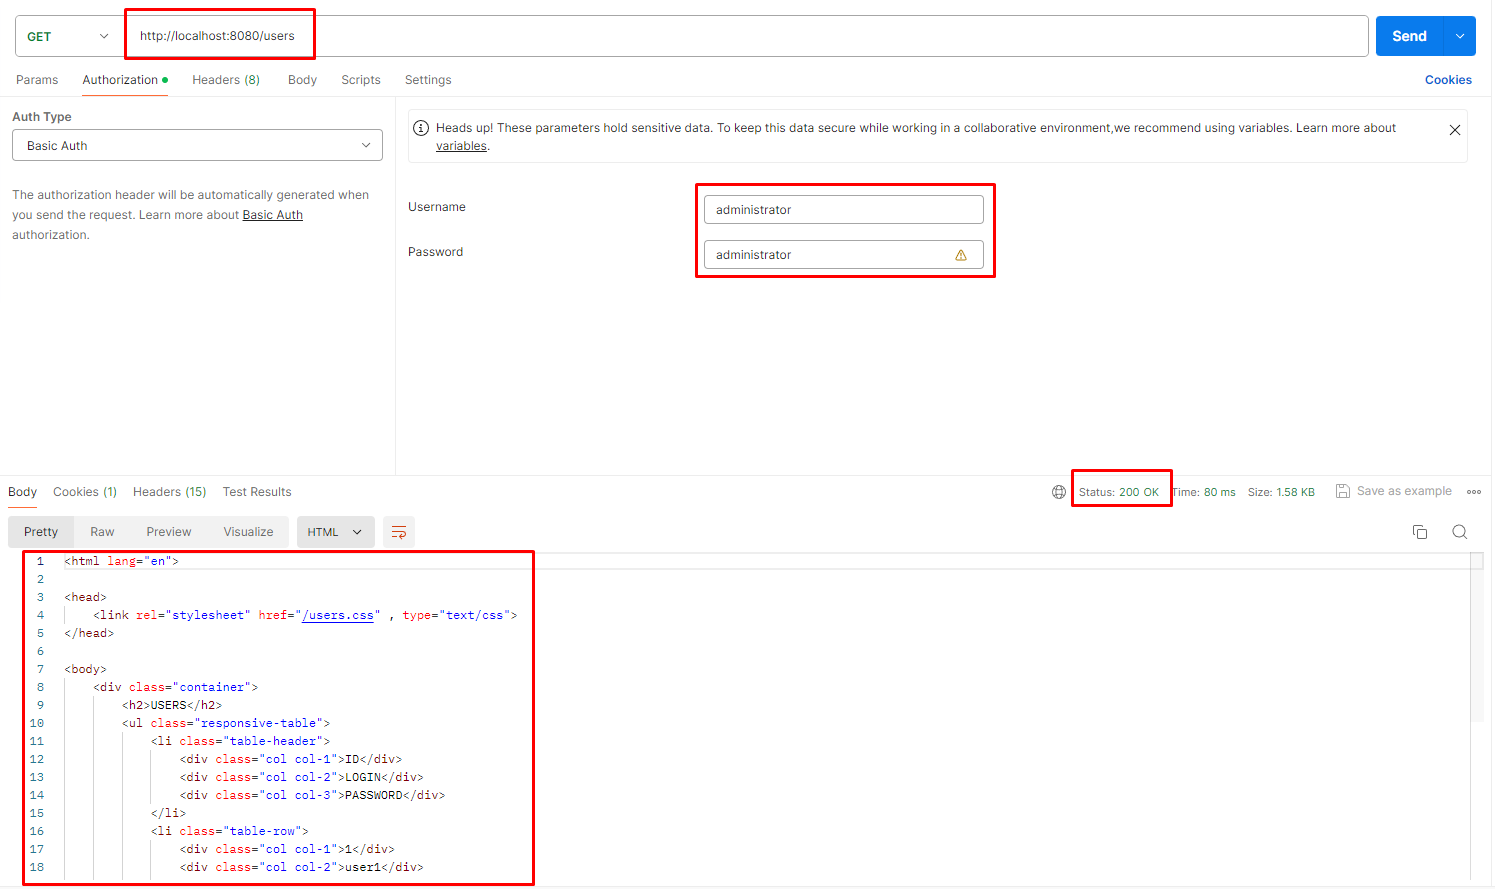 GET http://localhost:8080/users Send
Params Authorization Headers (8) Body Scripts Settings Cookies
Auth Type
Basic Auth
The authorization header will be automatically generated when
you send the request. Learn more about Basic Auth
authorization.
Heads up! These parameters hold sensitive data. To keep this data secure while working in a collaborative environment,we recommend using variables. Learn more about
variables.
Username administrator
Password administrator
Body Cookies (1) Headers (15) Test Results Status: 200 OK Time: 80 ms Size: 1.58 KB Save as example
Pretty Raw Preview Visualize HTML
1 <html lang="en">
2
3 <head>
4 <link rel="stylesheet" href="/users.css" , type="text/css">
5 </head>
6
7 <body>
8 <div class="container">
9 <h2>USERS</h2>
10 <ul class="responsive-table">
11 <li class="table-header">
12 <div class="col col-1">ID</div>
13 <div class="col col-2">LOGIN</div>
14 <div class="col col-3">PASSWORD</div>
15 </li>
16 <li class="table-row">
17 <div class="col col-1">1</div>
18 <div class="col col-2">user1</div>